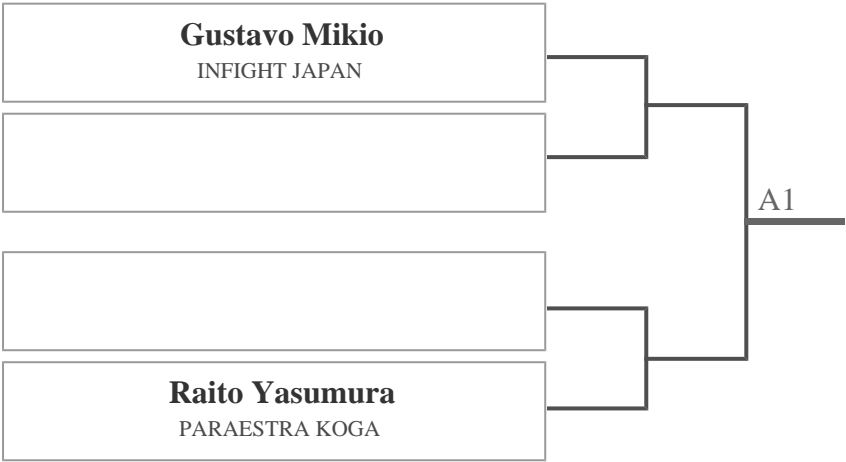 Gustavo Mikio
INFIGHT JAPAN
A1
Raito Yasumura
PARAESTRA KOGA